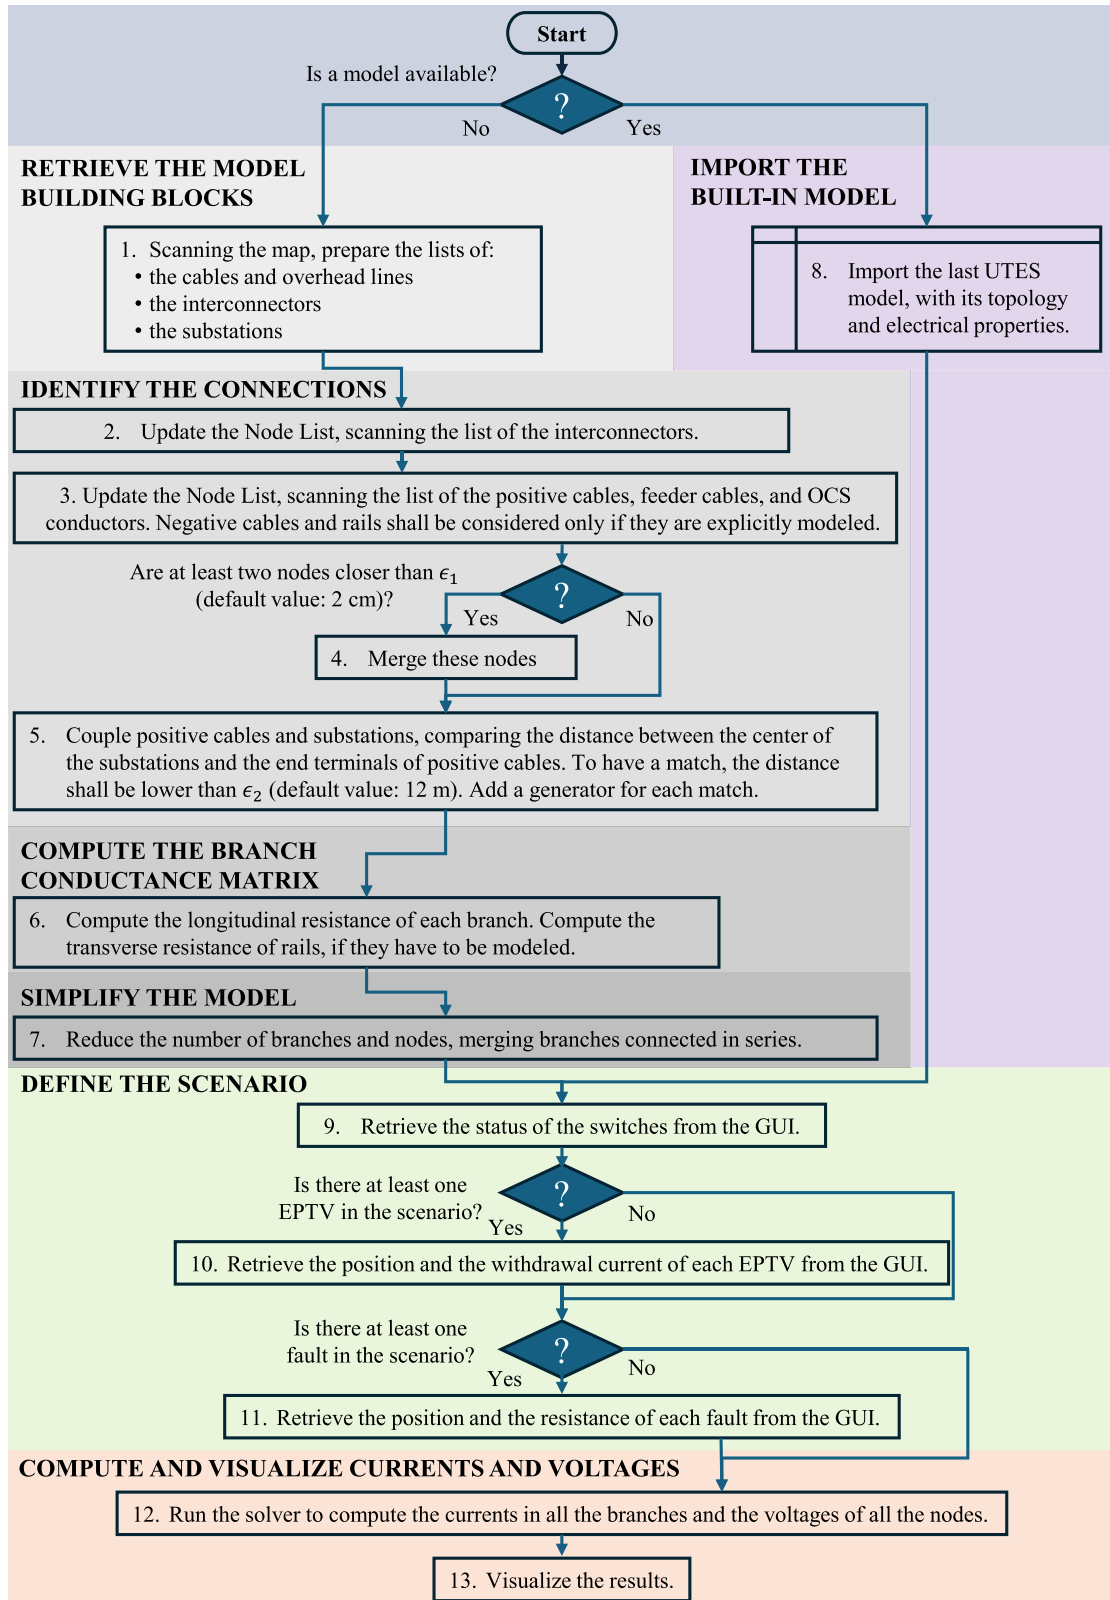 Start
Is a model available?
?
No
Yes
RETRIEVE THE MODEL
BUILDING BLOCKS
IMPORT THE
BUILT-IN MODEL
1. Scanning the map, prepare the lists of:
• the cables and overhead lines
• the interconnectors
• the substations
8. Import the last UTES
model, with its topology
and electrical properties.
IDENTIFY THE CONNECTIONS
2. Update the Node List, scanning the list of the interconnectors.
3. Update the Node List, scanning the list of the positive cables, feeder cables, and OCS
conductors. Negative cables and rails shall be considered only if they are explicitly modeled.
Are at least two nodes closer than ϵ₁
(default value: 2 cm)?
?
Yes
No
4. Merge these nodes
5. Couple positive cables and substations, comparing the distance between the center of
the substations and the end terminals of positive cables. To have a match, the distance
shall be lower than ϵ₂ (default value: 12 m). Add a generator for each match.
COMPUTE THE BRANCH
CONDUCTANCE MATRIX
6. Compute the longitudinal resistance of each branch. Compute the
transverse resistance of rails, if they have to be modeled.
SIMPLIFY THE MODEL
7. Reduce the number of branches and nodes, merging branches connected in series.
DEFINE THE SCENARIO
9. Retrieve the status of the switches from the GUI.
Is there at least one
EPTV in the scenario?
?
Yes
No
10. Retrieve the position and the withdrawal current of each EPTV from the GUI.
Is there at least one
fault in the scenario?
?
Yes
No
11. Retrieve the position and the resistance of each fault from the GUI.
COMPUTE AND VISUALIZE CURRENTS AND VOLTAGES
12. Run the solver to compute the currents in all the branches and the voltages of all the nodes.
13. Visualize the results.